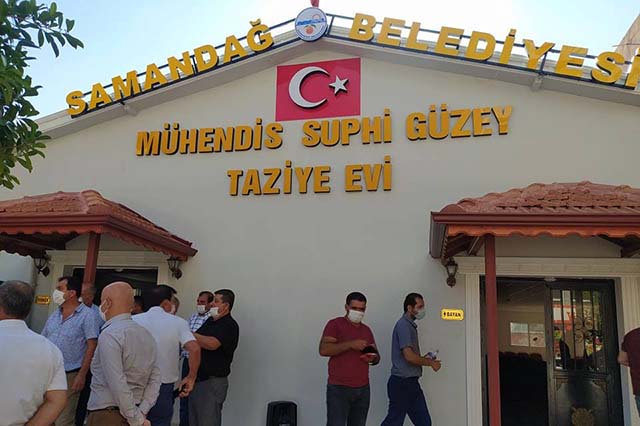 SAMANDAĞ BELEDİYESİ
MÜHENDİS SUPHİ GÜZEY
TAZİYE EVİ
BAYAN